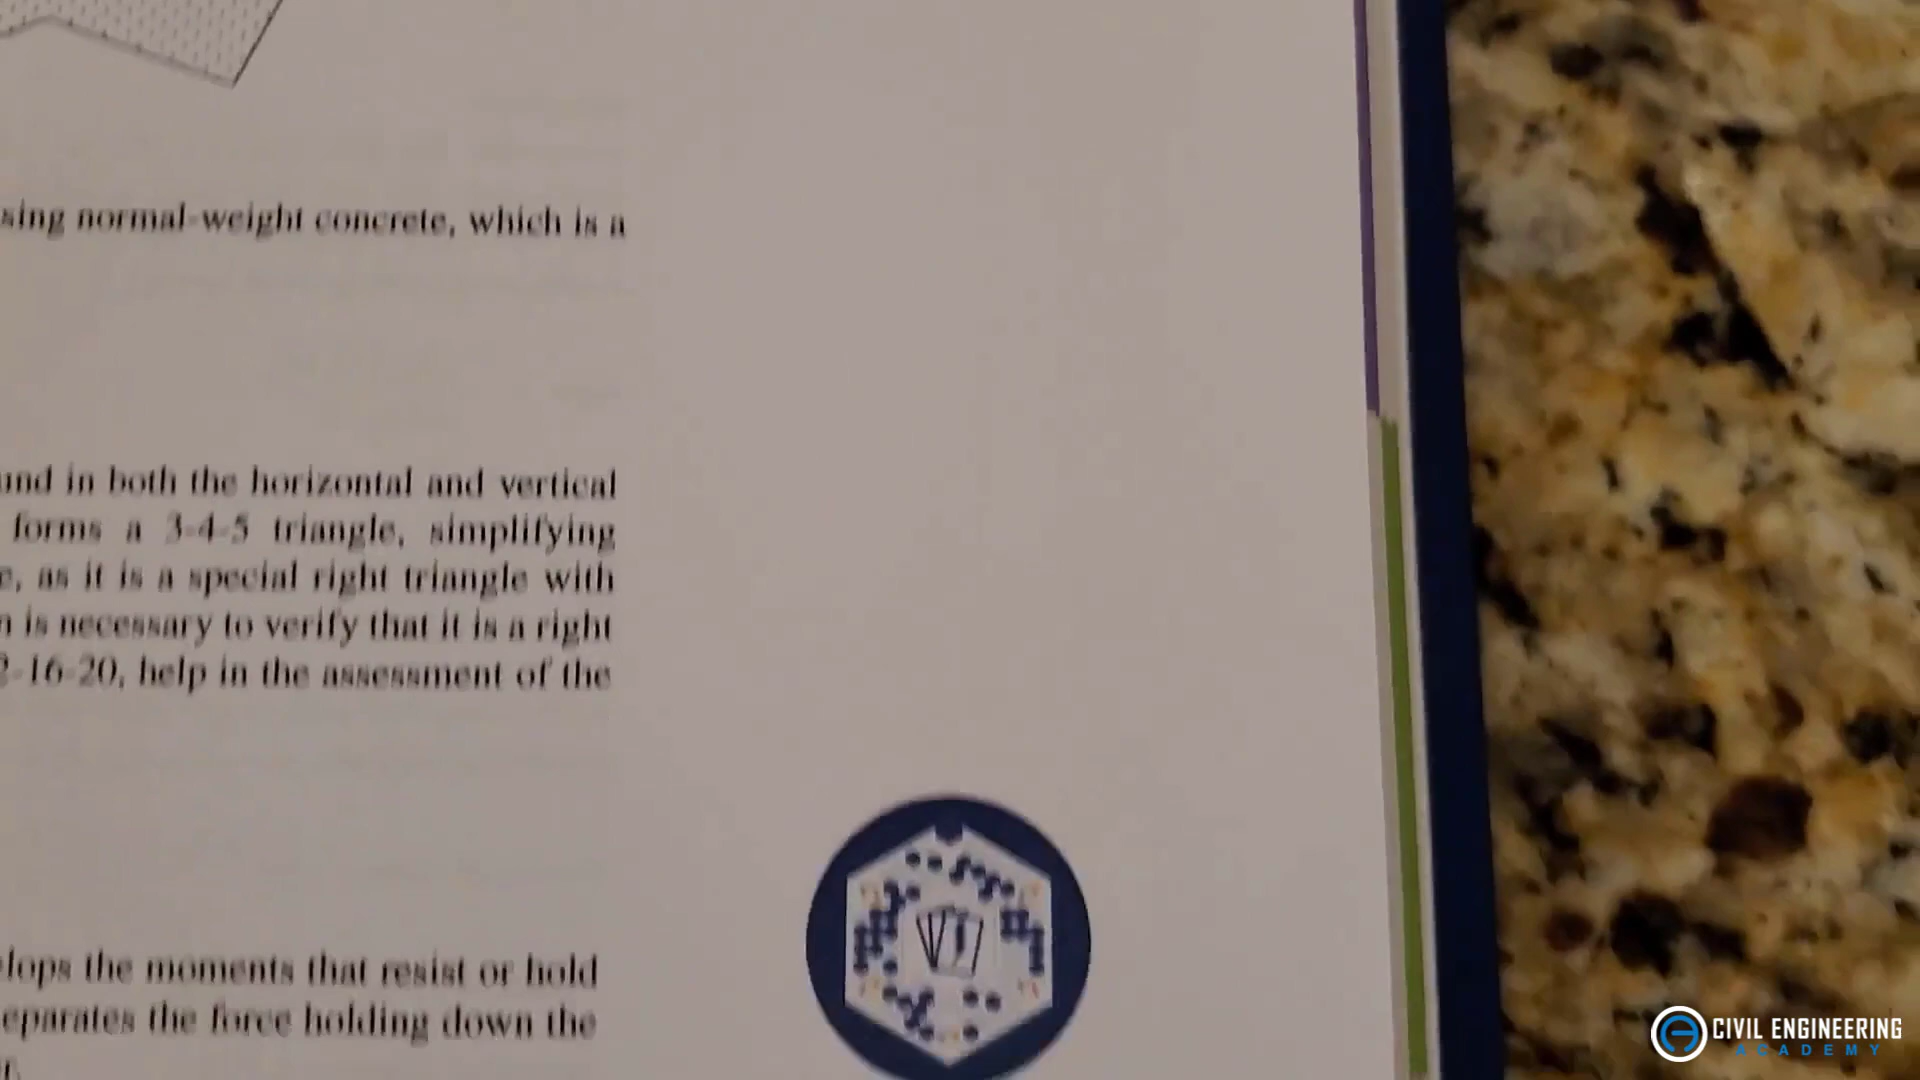 sing normal-weight concrete, which is a
und in both the horizontal and vertical
forms a 3-4-5 triangle, simplifying
e, as it is a special right triangle with
n is necessary to verify that it is a right
2-16-20, help in the assessment of the
lops the moments that resist or hold
eparates the force holding down the
CIVIL ENGINEERING
ACADEMY